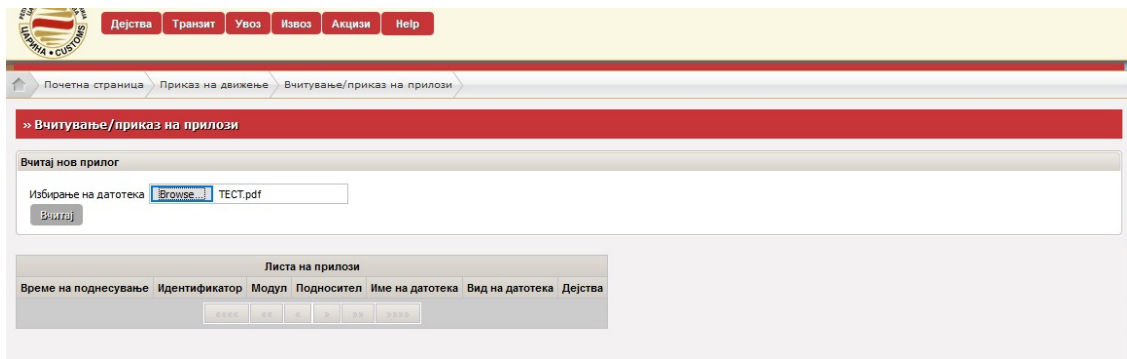 ЦАРИНА • CUSTOMS
Дејства Транзит Увоз Извоз Акцизи Help
Почетна страница Приказ на движење Вчитување/приказ на прилози
» Вчитување/приказ на прилози
Вчитај нов прилог
Избирање на датотека Browse... ТЕСТ.pdf
Вчитај
Листа на прилози
Време на поднесување Идентификатор Модул Подносител Име на датотека Вид на датотека Дејства
«««« «« « » »» »»»»